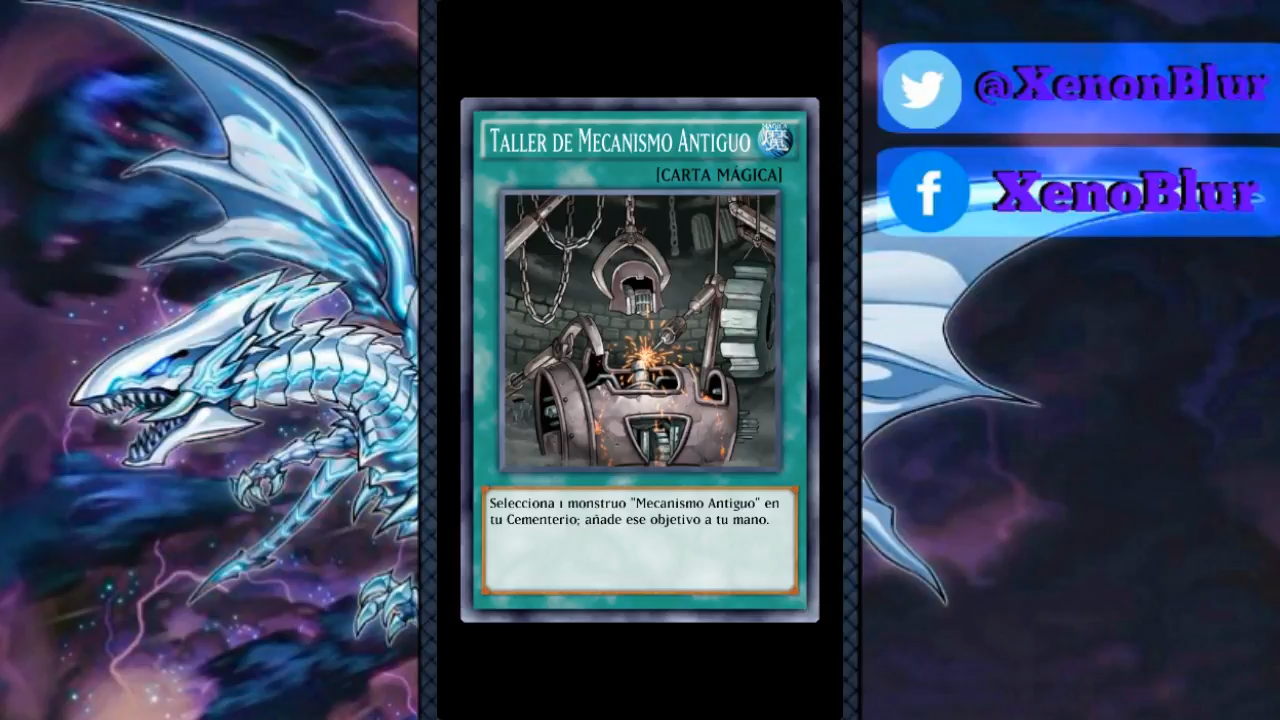 TALLER DE MECANISMO ANTIGUO
[CARTA MÁGICA]
Selecciona 1 monstruo "Mecanismo Antiguo" en
tu Cementerio; añade ese objetivo a tu mano.
@XenonBlur
XenoBlur